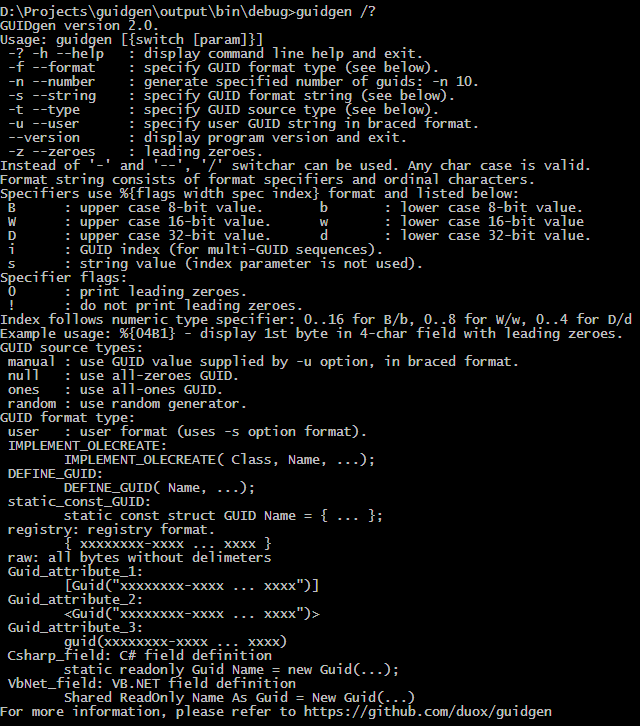 D:\Projects\guidgen\output\bin\debug>guidgen /?
GUIDgen version 2.0.
Usage: guidgen [{switch [param]}]
 -? -h --help   : display command line help and exit.
 -f --format    : specify GUID format type (see below).
 -n --number    : generate specified number of guids: -n 10.
 -s --string    : specify GUID format string (see below).
 -t --type      : specify GUID source type (see below).
 -u --user      : specify user GUID string in braced format.
 --version      : display program version and exit.
 -z --zeroes    : leading zeroes.
Instead of '-' and '--', '/' switchar can be used. Any char case is valid.
Format string consists of format specifiers and ordinal characters.
Specifiers use %{flags width spec index} format and listed below:
 B      : upper case 8-bit value.       b       : lower case 8-bit value.
 W      : upper case 16-bit value.      w       : lower case 16-bit value
 D      : upper case 32-bit value.      d       : lower case 32-bit value.
 i      : GUID index (for multi-GUID sequences).
 s      : string value (index parameter is not used).
Specifier flags:
 0      : print leading zeroes.
 !      : do not print leading zeroes.
Index follows numeric type specifier: 0..16 for B/b, 0..8 for W/w, 0..4 for D/d
Example usage: %{04B1} - display 1st byte in 4-char field with leading zeroes.
GUID source types:
 manual : use GUID value supplied by -u option, in braced format.
 null   : use all-zeroes GUID.
 ones   : use all-ones GUID.
 random : use random generator.
GUID format type:
 user   : user format (uses -s option format).
 IMPLEMENT_OLECREATE:
        IMPLEMENT_OLECREATE( Class, Name, ...);
 DEFINE_GUID:
        DEFINE_GUID( Name, ...);
 static_const_GUID:
        static const struct GUID Name = { ... };
 registry: registry format.
        { xxxxxxxx-xxxx ... xxxx }
 raw: all bytes without delimeters
 Guid_attribute_1:
        [Guid("xxxxxxxx-xxxx ... xxxx")]
 Guid_attribute_2:
        <Guid("xxxxxxxx-xxxx ... xxxx")>
 Guid_attribute_3:
        guid(xxxxxxxx-xxxx ... xxxx)
 Csharp_field: C# field definition
        static readonly Guid Name = new Guid(...);
 VbNet_field: VB.NET field definition
        Shared ReadOnly Name As Guid = New Guid(...)
For more information, please refer to https://github.com/duox/guidgen